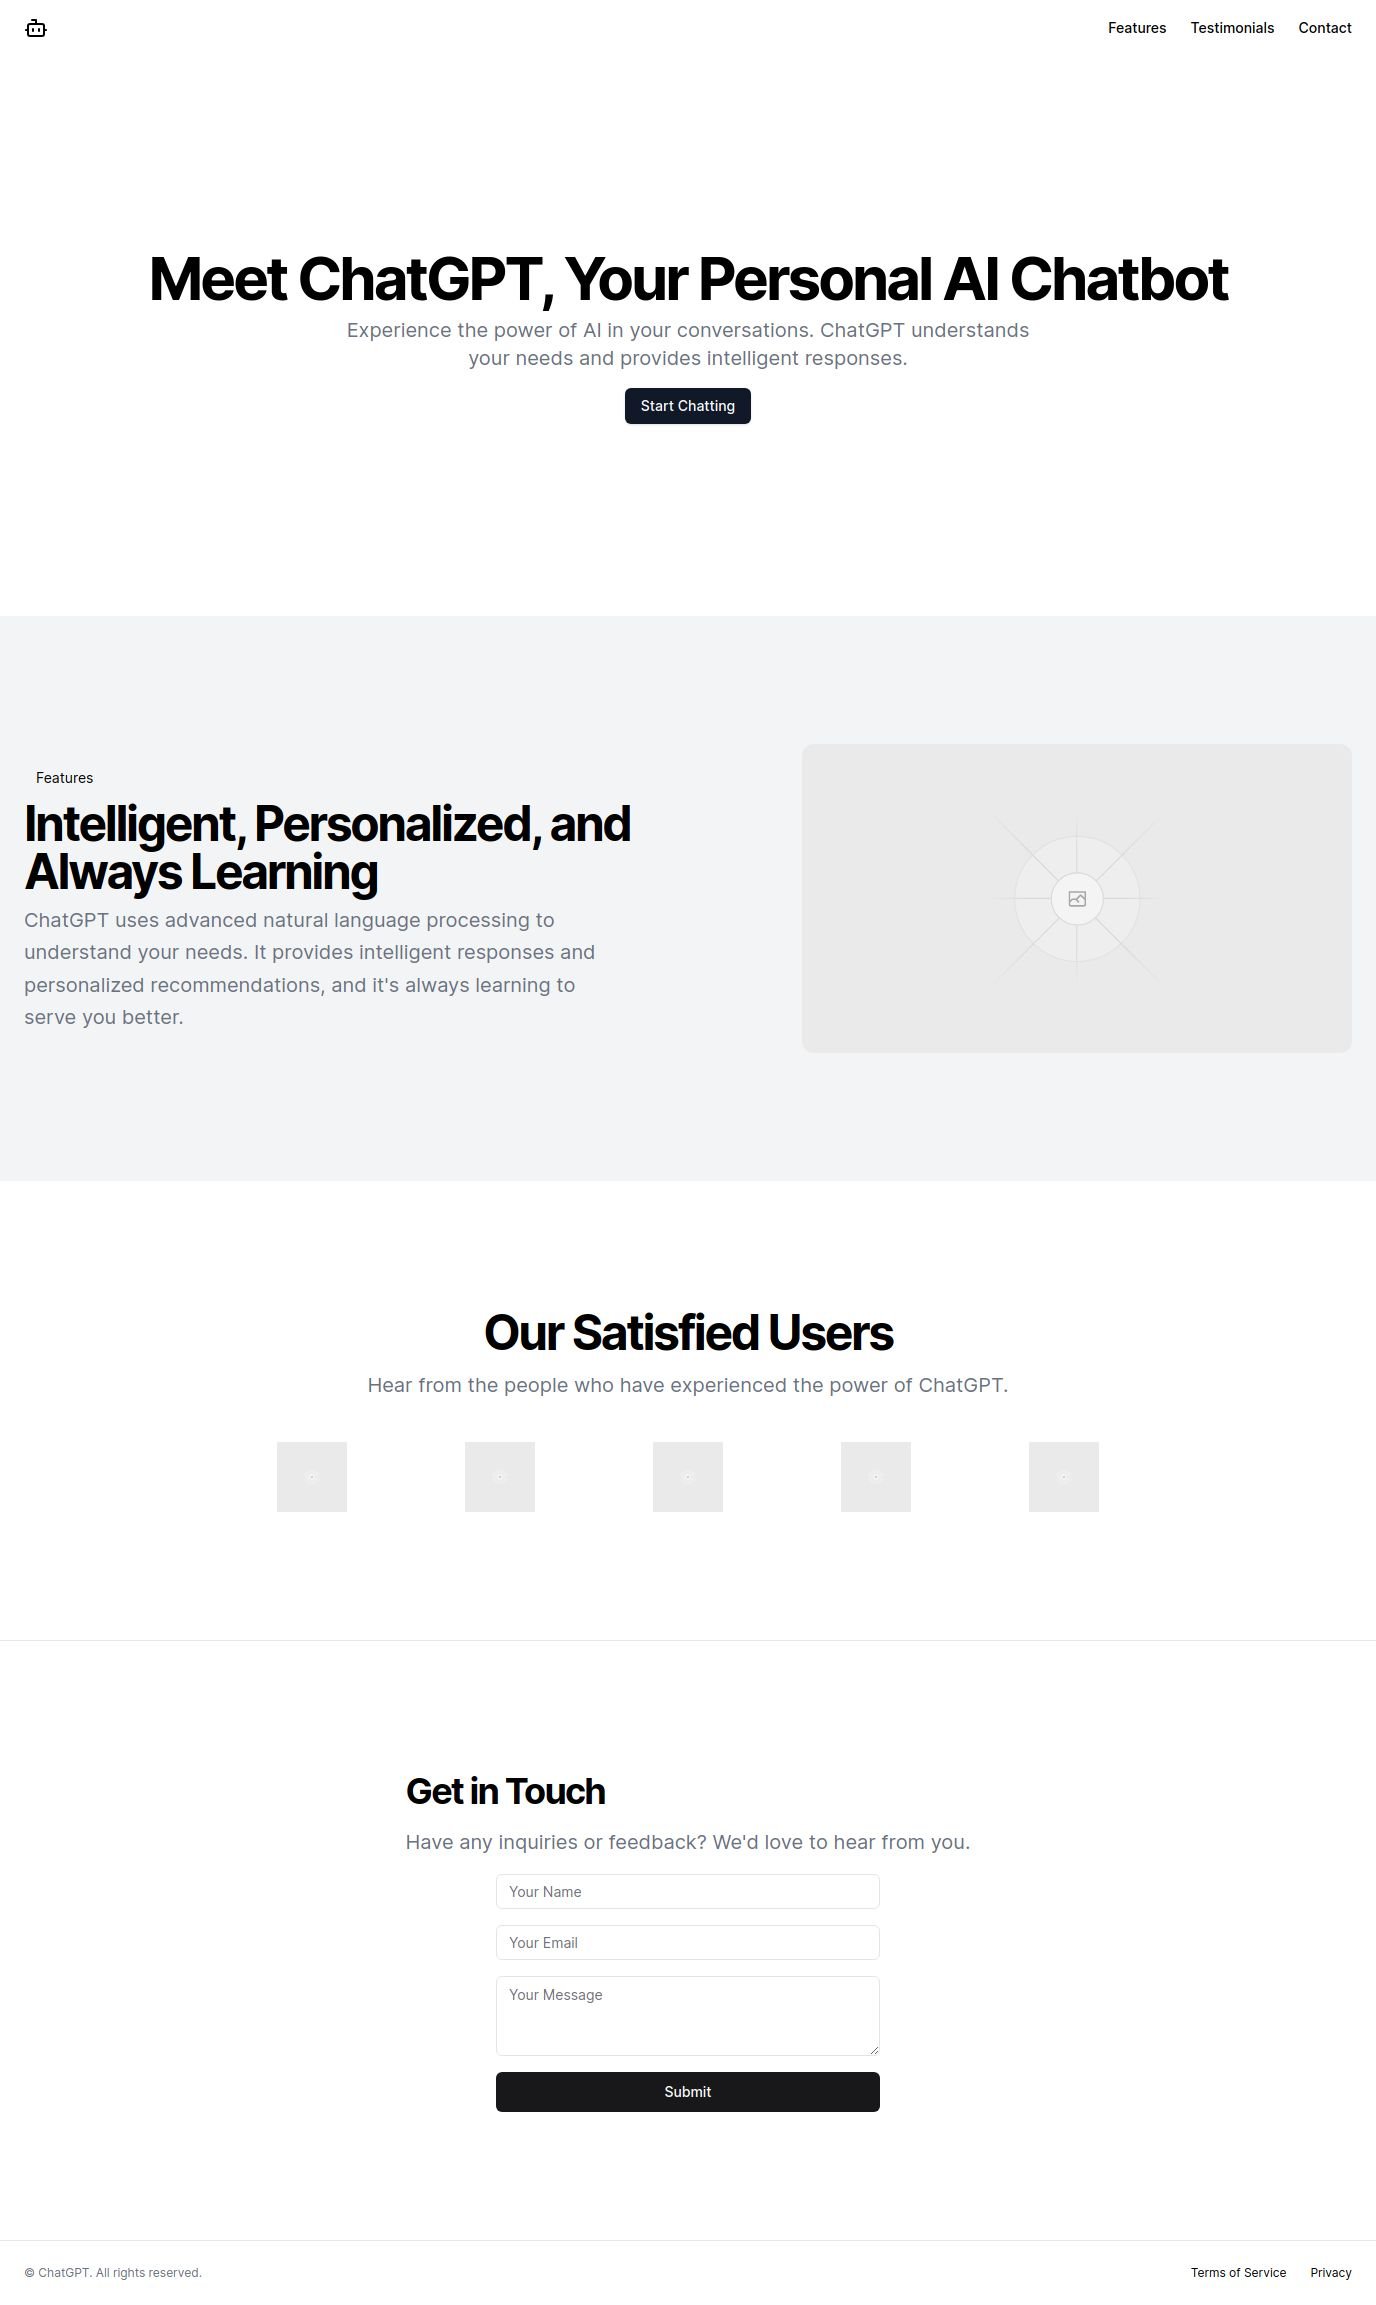 Features
Testimonials
Contact
Meet ChatGPT, Your Personal AI Chatbot
Experience the power of AI in your conversations. ChatGPT understands
your needs and provides intelligent responses.
Start Chatting
Features
Intelligent, Personalized, and
Always Learning
ChatGPT uses advanced natural language processing to
understand your needs. It provides intelligent responses and
personalized recommendations, and it's always learning to
serve you better.
Our Satisfied Users
Hear from the people who have experienced the power of ChatGPT.
Get in Touch
Have any inquiries or feedback? We'd love to hear from you.
Your Name
Your Email
Your Message
Submit
© ChatGPT. All rights reserved.
Terms of Service
Privacy